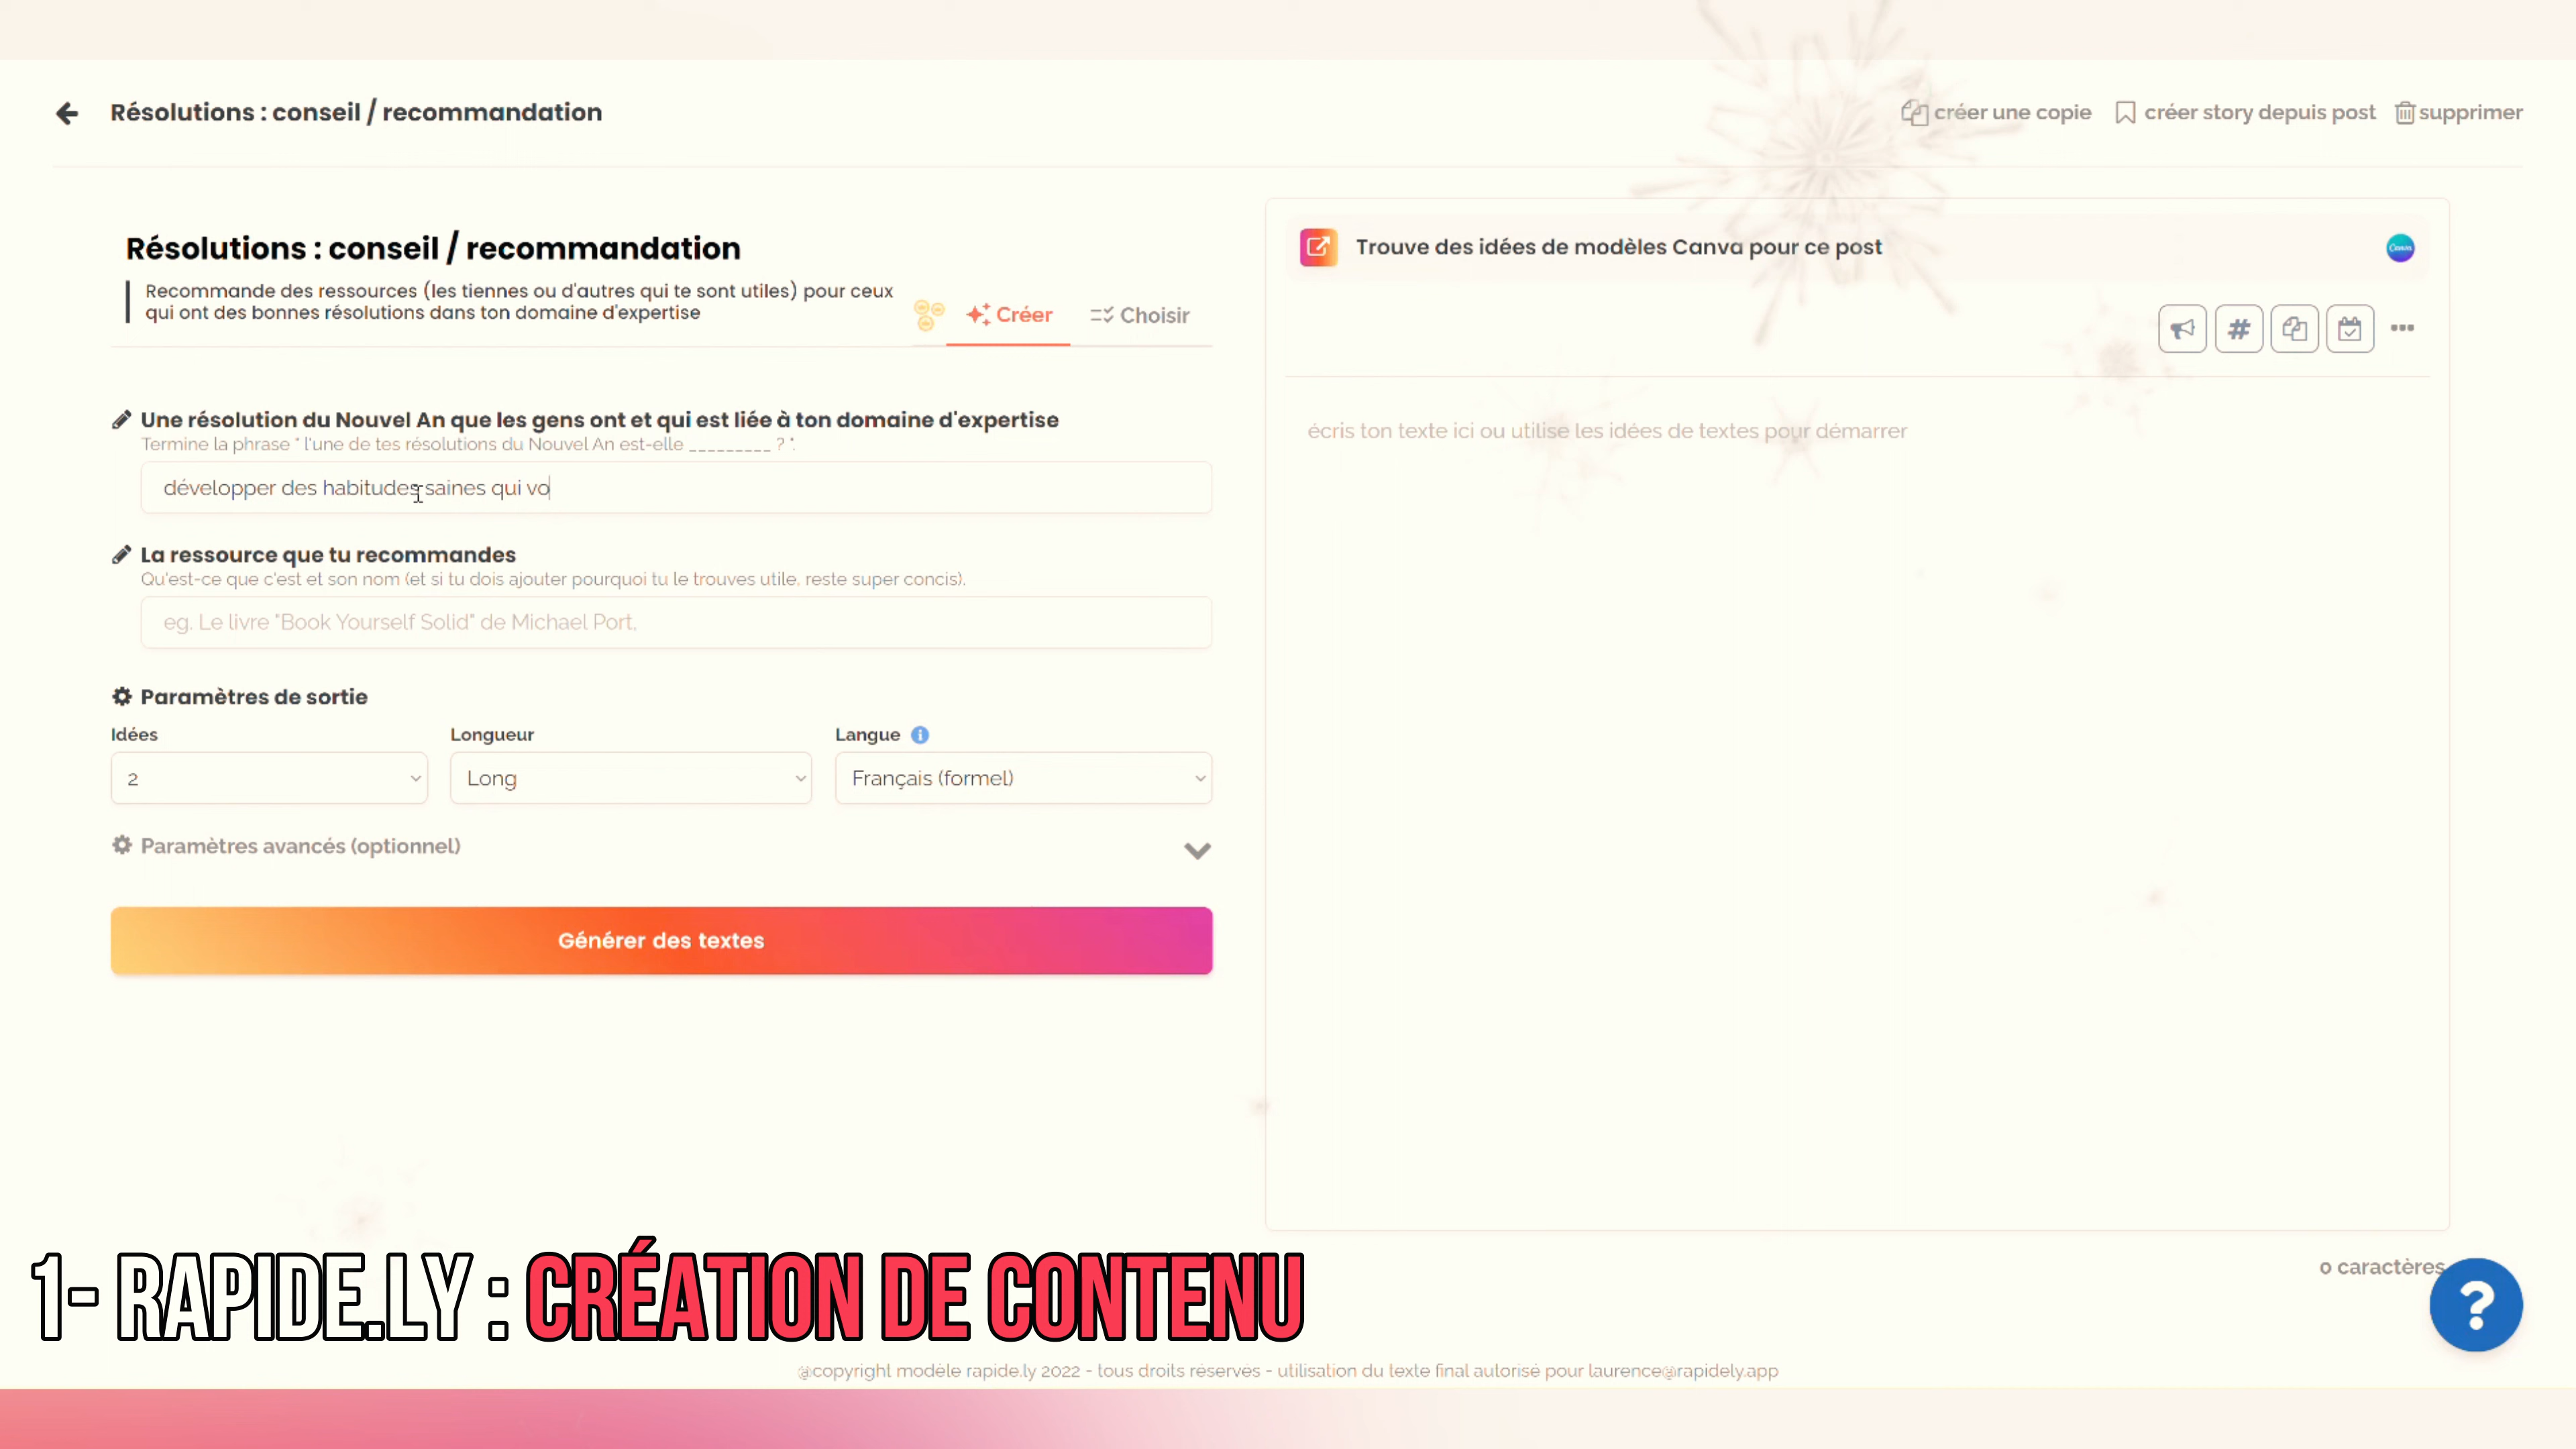 Résolutions : conseil / recommandation
créer une copie
créer story depuis post
supprimer
Résolutions : conseil / recommandation
Recommande des ressources (les tiennes ou d'autres qui te sont utiles) pour ceux
qui ont des bonnes résolutions dans ton domaine d'expertise
Créer
Choisir
Une résolution du Nouvel An que les gens ont et qui est liée à ton domaine d'expertise
Termine la phrase " l'une de tes résolutions du Nouvel An est-elle _________ ? ".
développer des habitudes saines qui vo
La ressource que tu recommandes
Qu'est-ce que c'est et son nom (et si tu dois ajouter pourquoi tu le trouves utile, reste super concis).
eg. Le livre "Book Yourself Solid" de Michael Port,
Paramètres de sortie
Idées
Longueur
Langue
2
Long
Français (formel)
Paramètres avancés (optionnel)
Générer des textes
Trouve des idées de modèles Canva pour ce post
Canva
#
écris ton texte ici ou utilise les idées de textes pour démarrer
0 caractères
?
1- RAPIDE.LY : CRÉATION DE CONTENU
@copyright modèle rapide.ly 2022 - tous droits réservés - utilisation du texte final autorisé pour laurence@rapidely.app